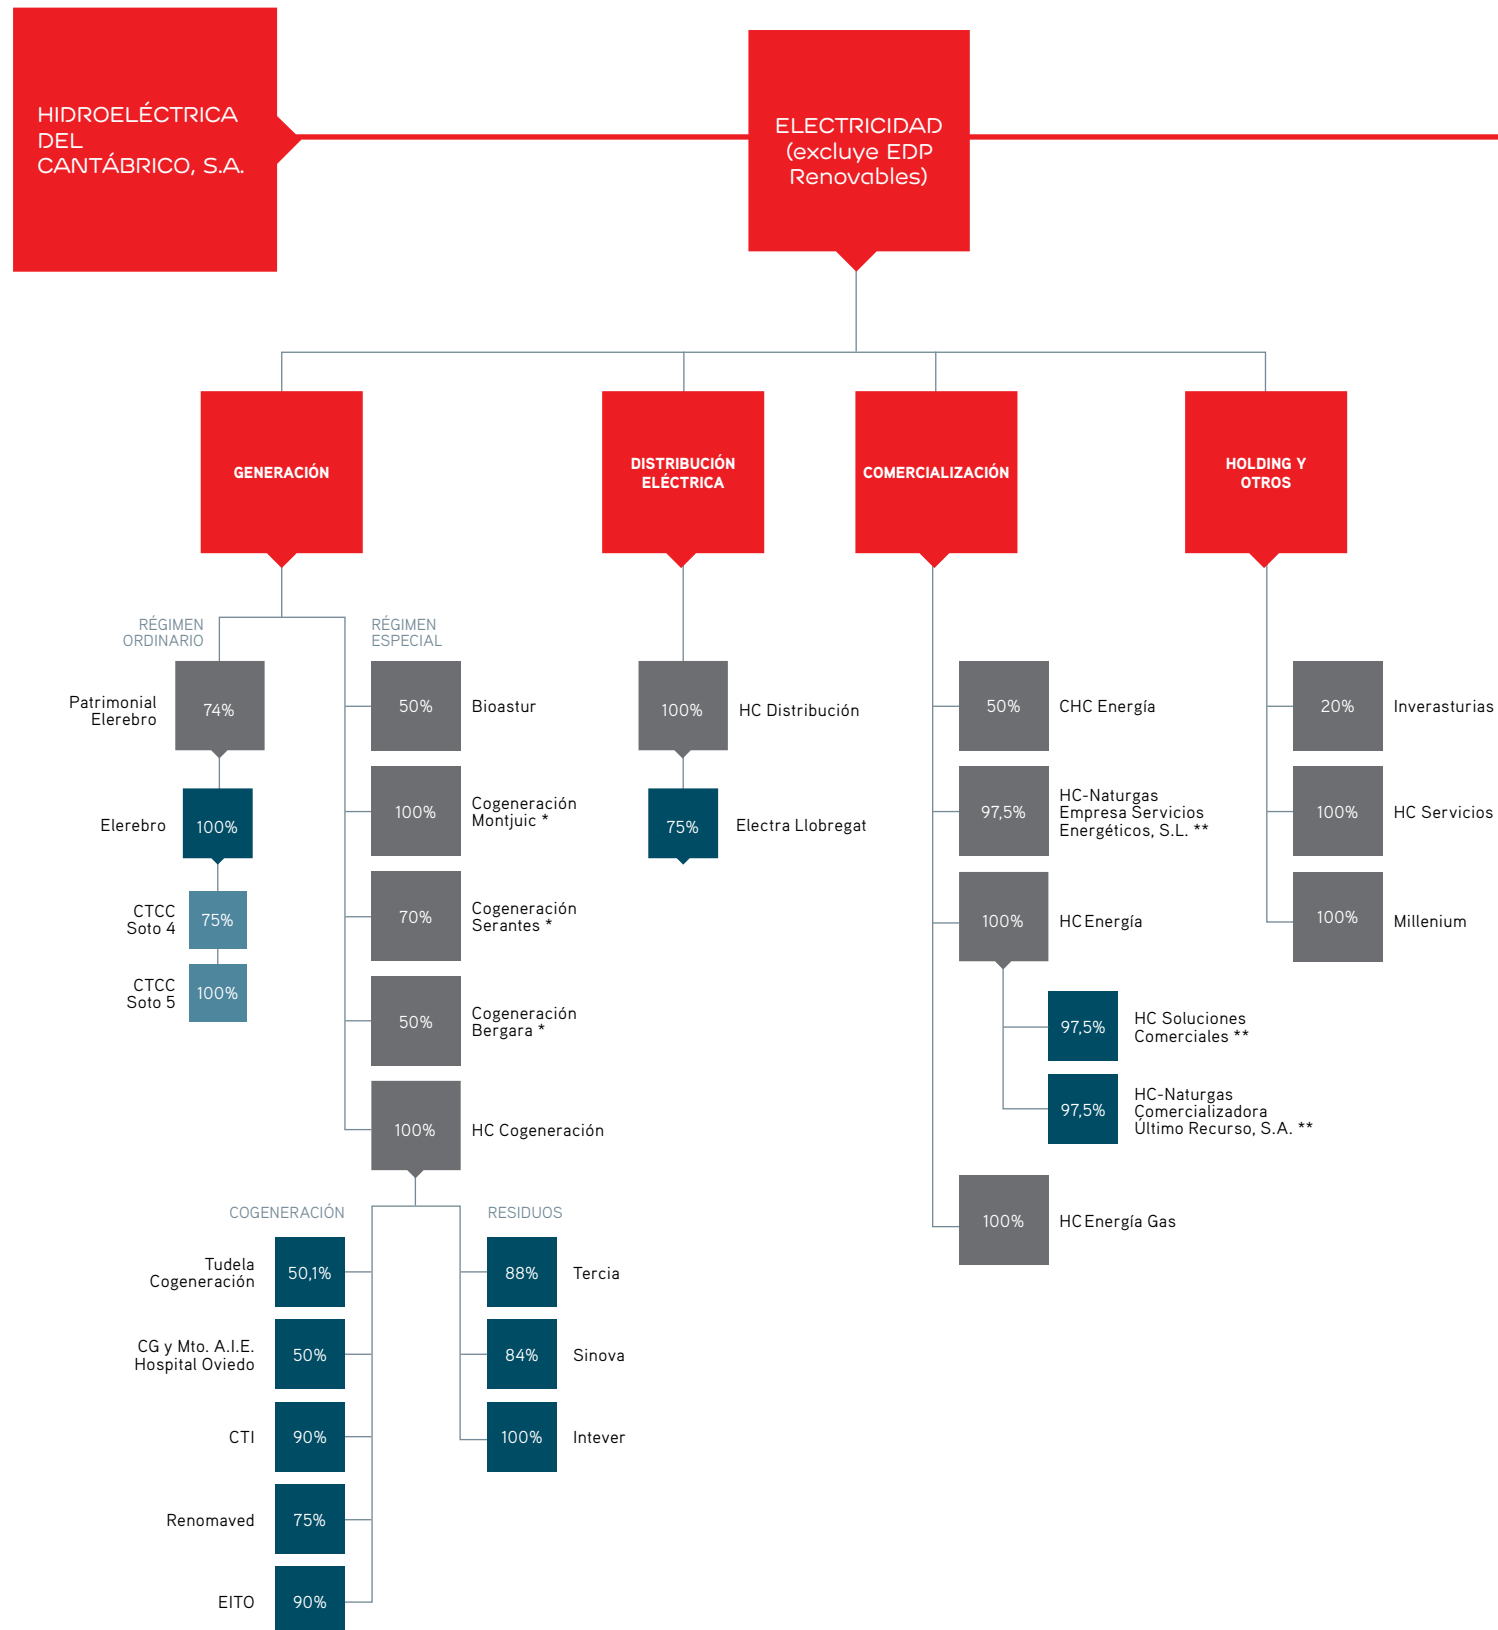 HIDROELÉCTRICA
DEL
CANTÁBRICO, S.A.
ELECTRICIDAD
(excluye EDP
Renovables)
GENERACIÓN
DISTRIBUCIÓN
ELÉCTRICA
COMERCIALIZACIÓN
HOLDING Y
OTROS
RÉGIMEN
ORDINARIO
Patrimonial
Elerebro
74%
Elerebro
100%
CTCC
Soto 4
75%
CTCC
Soto 5
100%
RÉGIMEN
ESPECIAL
50%
Bioastur
100%
Cogeneración
Montjuic *
70%
Cogeneración
Serantes *
50%
Cogeneración
Bergara *
100%
HC Cogeneración
COGENERACIÓN
Tudela
Cogeneración
50,1%
CG y Mto. A.I.E.
Hospital Oviedo
50%
CTI
90%
Renomaved
75%
EITO
90%
RESIDUOS
88%
Tercia
84%
Sinova
100%
Intever
100%
HC Distribución
75%
Electra Llobregat
50%
CHC Energía
97,5%
HC-Naturgas
Empresa Servicios
Energéticos, S.L. **
100%
HC Energía
97,5%
HC Soluciones
Comerciales **
97,5%
HC-Naturgas
Comercializadora
Último Recurso, S.A. **
100%
HC Energía Gas
20%
Inverasturias
100%
HC Servicios
100%
Millenium